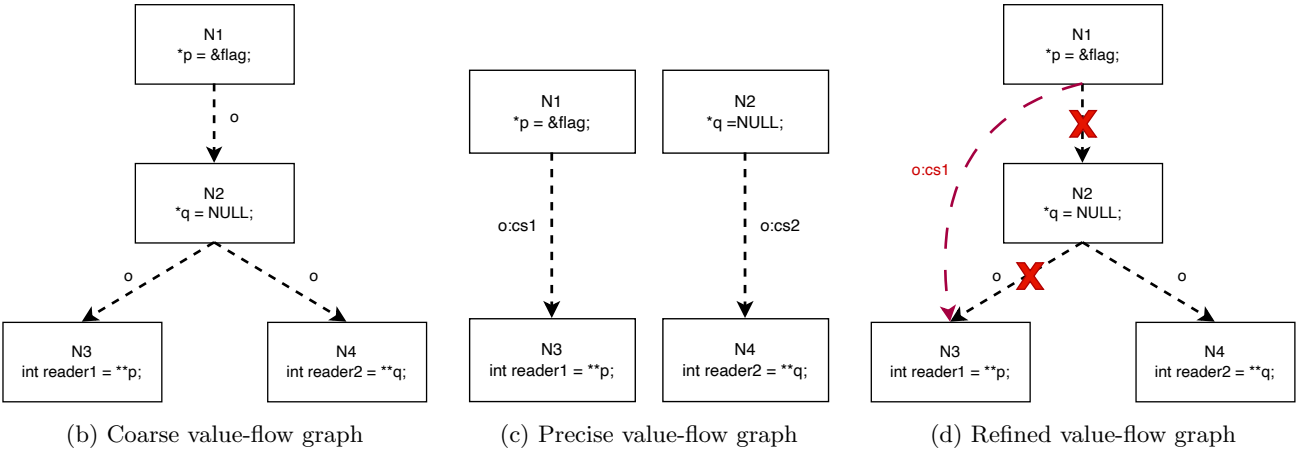 N1
*p = &flag;
o
N2
*q = NULL;
o
o
N3
int reader1 = **p;
N4
int reader2 = **q;
(b) Coarse value-flow graph
N1
*p = &flag;
N2
*q =NULL;
o:cs1
o:cs2
N3
int reader1 = **p;
N4
int reader2 = **q;
(c) Precise value-flow graph
N1
*p = &flag;
X
o:cs1
N2
*q = NULL;
o
X
o
N3
int reader1 = **p;
N4
int reader2 = **q;
(d) Refined value-flow graph